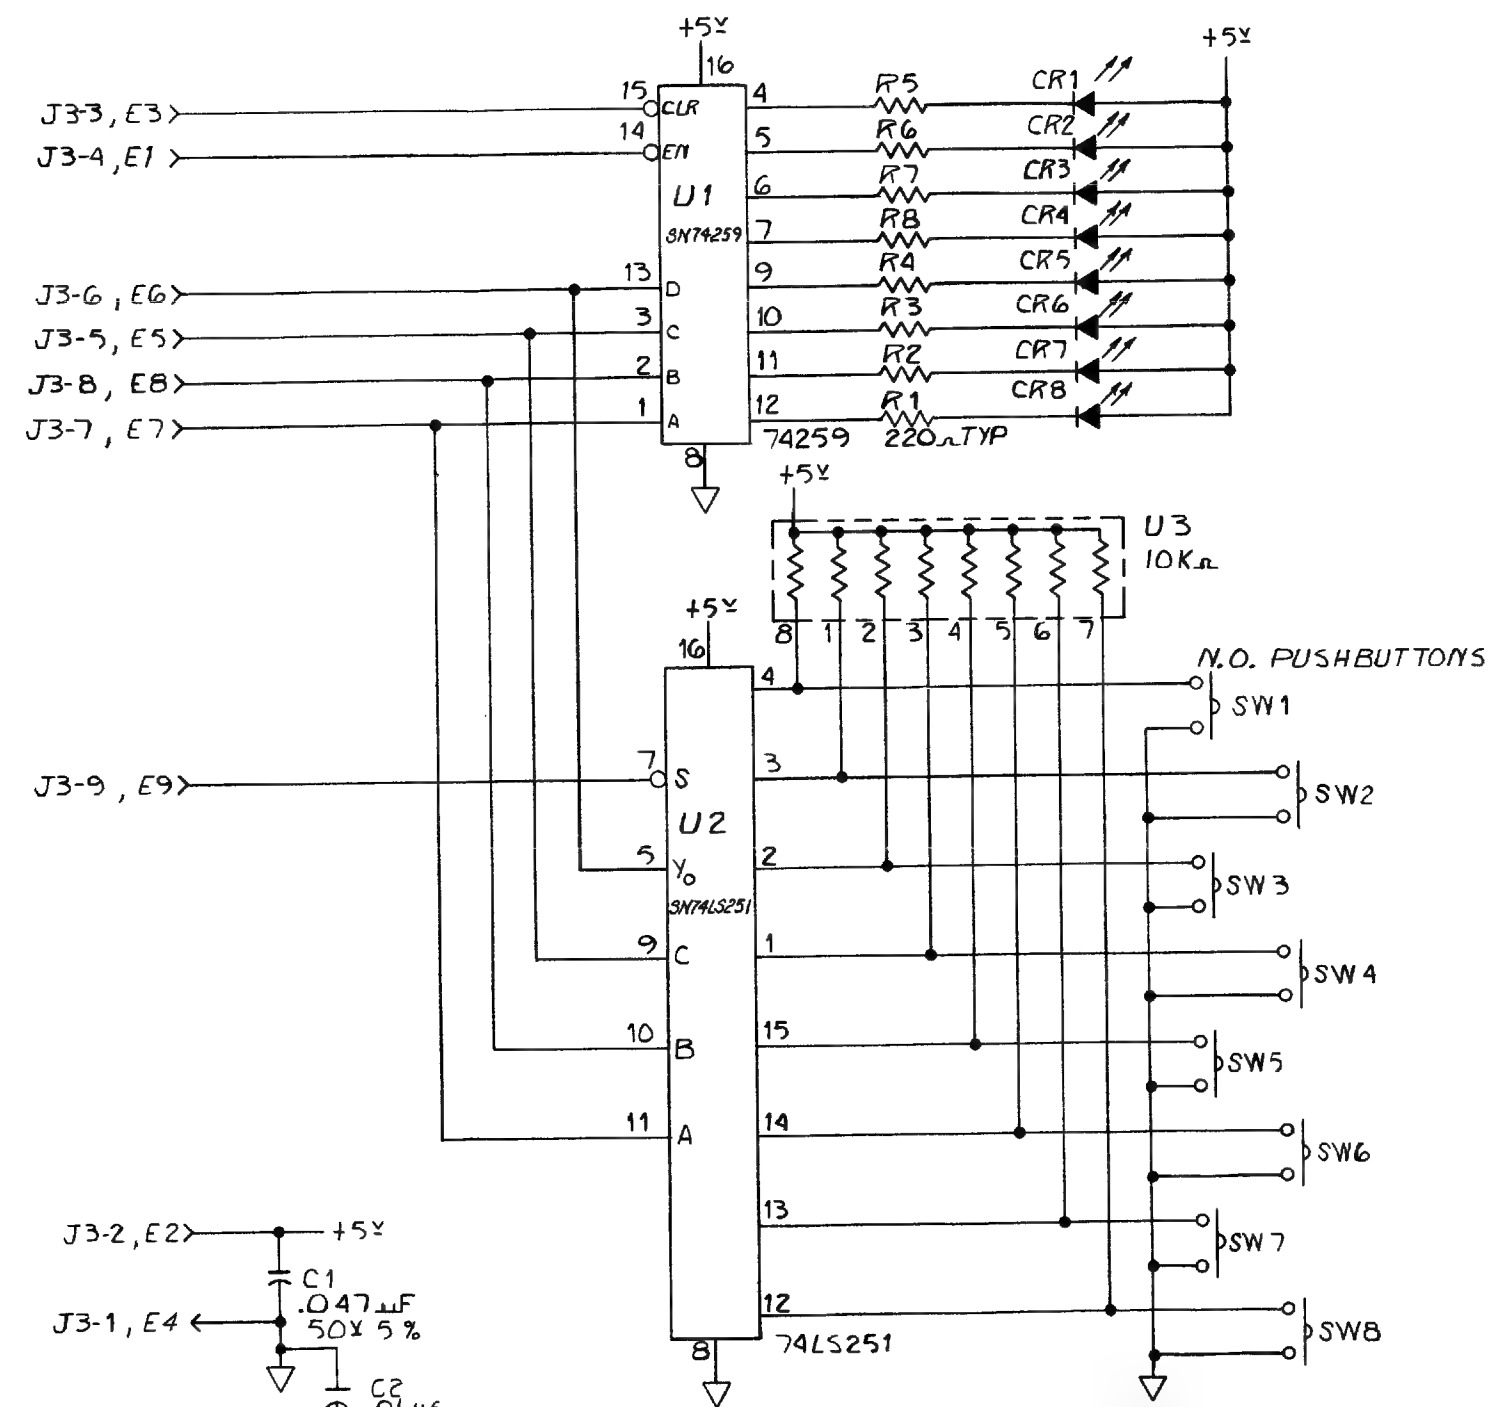 +5V
16
J3-3, E3
15
CLR
J3-4, E1
14
EN
U1
SN74259
J3-6, E6
13
D
J3-5, E5
3
C
J3-8, E8
2
B
J3-7, E7
1
A
8
74259
4
R5
CR1
+5V
5
R6
CR2
6
R7
CR3
7
R8
CR4
9
R4
CR5
10
R3
CR6
11
R2
CR7
12
R1
CR8
220Ω TYP
+5V
U3
10KΩ
8 1 2 3 4 5 6 7
N.O. PUSHBUTTONS
+5V
16
J3-9, E9
7
S
U2
5
Y0
SN74LS251
9
C
10
B
11
A
8
74LS251
4
SW1
3
SW2
2
SW3
1
SW4
15
SW5
14
SW6
13
SW7
12
SW8
J3-2, E2
+5V
C1
.047µF
50V 5%
J3-1, E4
C2